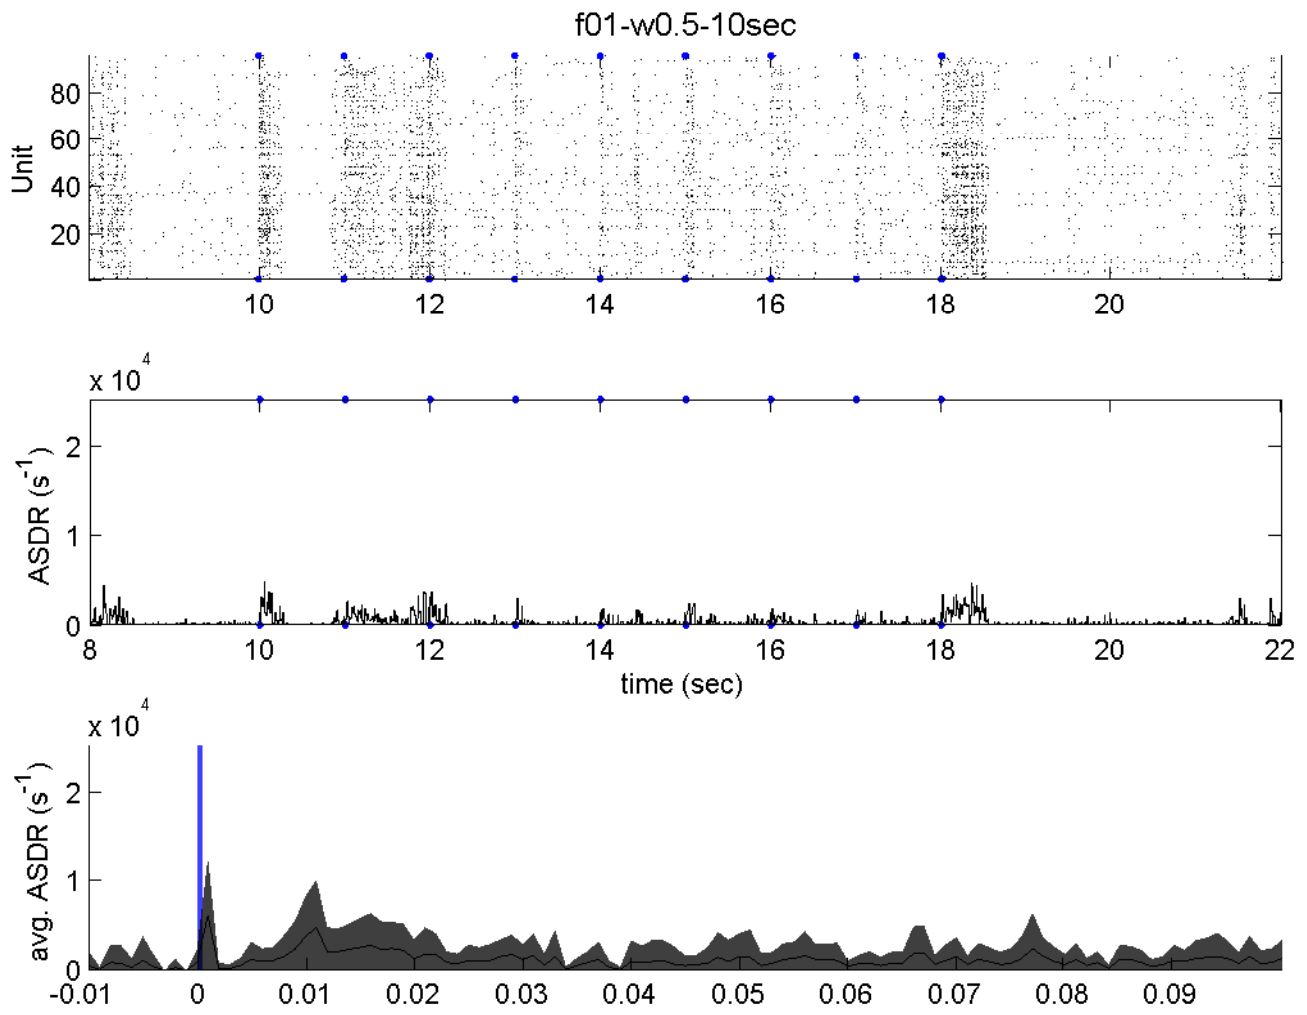 f01-w0.5-10sec
Unit
80
60
40
20
10 12 14 16 18 20
x 10^4
ASDR (s^-1)
2
1
0
8 10 12 14 16 18 20 22
time (sec)
x 10^4
avg. ASDR (s^-1)
2
1
0
-0.01 0 0.01 0.02 0.03 0.04 0.05 0.06 0.07 0.08 0.09